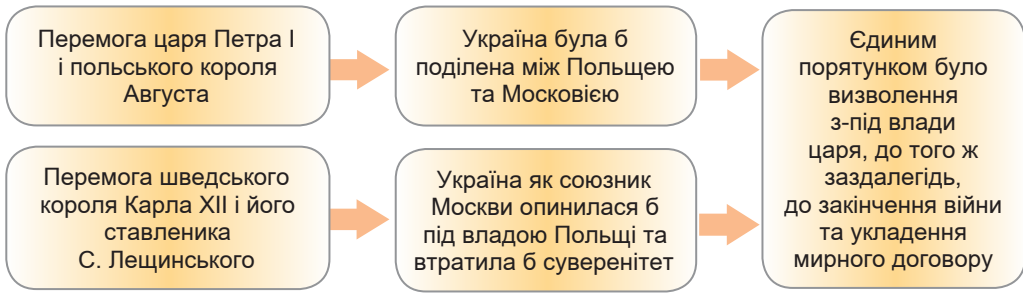 Перемога царя Петра І
і польського короля
Августа
Україна була б
поділена між Польщею
та Московією
Перемога шведського
короля Карла XII і його
ставленика
С. Лещинського
Україна як союзник
Москви опинилася б
під владою Польщі та
втратила б суверенітет
Єдиним
порятунком було
визволення
з-під влади
царя, до того ж
заздалегідь,
до закінчення війни
та укладення
мирного договору